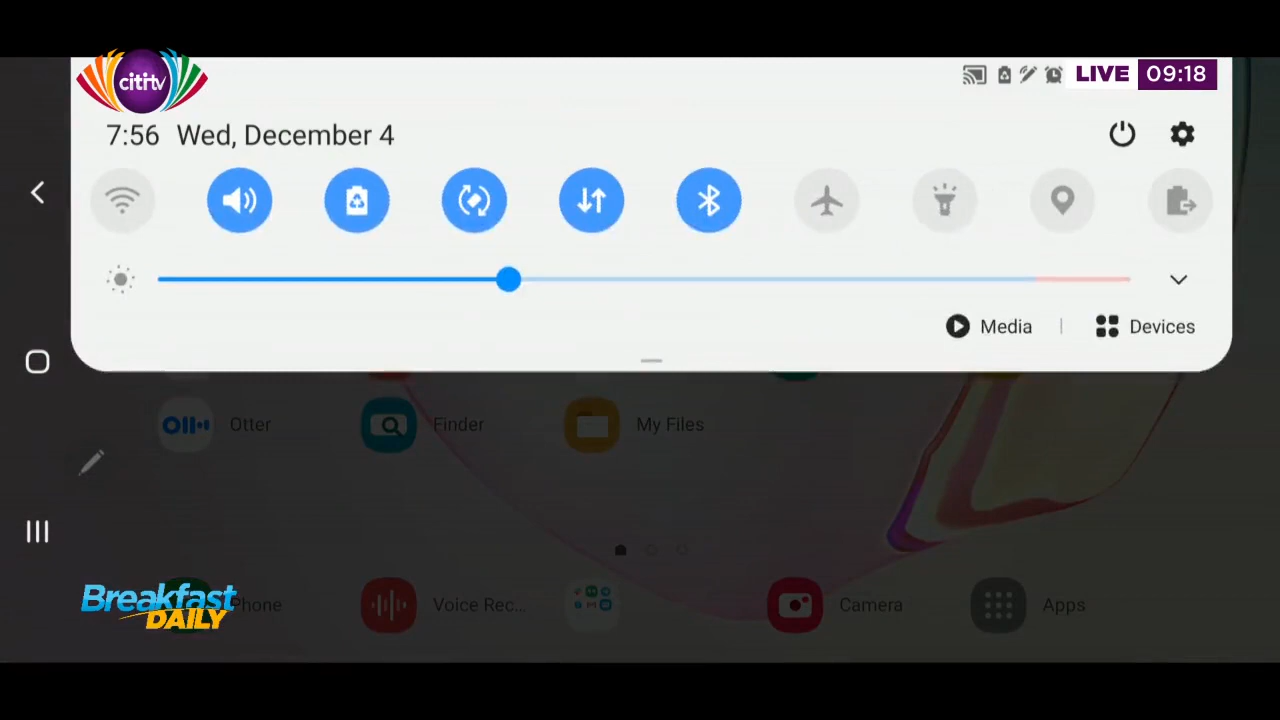 citi tv
LIVE 09:18
7:56 Wed, December 4
Media | Devices
Otter Finder My Files
Breakfast
DAILY
Phone Voice Rec... Camera Apps